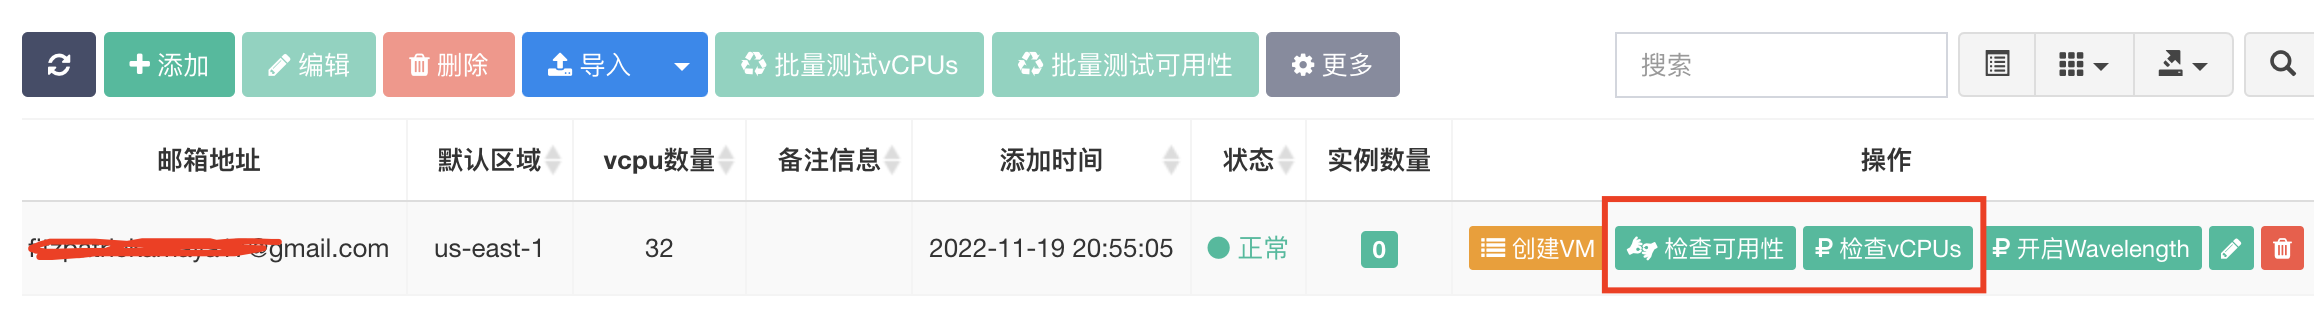 添加 编辑 删除 导入 批量测试vCPUs 批量测试可用性 更多 搜索
邮箱地址 默认区域 vcpu数量 备注信息 添加时间 状态 实例数量 操作
@gmail.com us-east-1 32 2022-11-19 20:55:05 正常 0 创建VM 检查可用性 检查vCPUs 开启Wavelength